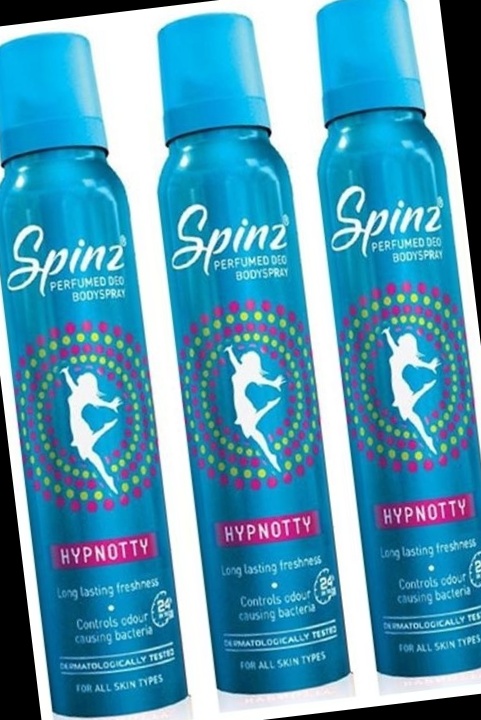 Spinz®
PERFUMED DEO
BODYSPRAY
HYPNOTTY
Long lasting freshness
•
Controls odour
causing bacteria
24
DERMATOLOGICALLY TESTED
FOR ALL SKIN TYPES
Spinz®
PERFUMED DEO
BODYSPRAY
HYPNOTTY
Long lasting freshness
•
Controls odour
causing bacteria
24
DERMATOLOGICALLY TESTED
FOR ALL SKIN TYPES
Spinz®
PERFUMED DEO
BODYSPRAY
HYPNOTTY
Long lasting freshness
•
Controls odour
causing bacteria
DERMATOLOGICALLY TESTED
FOR ALL SKIN TYPES